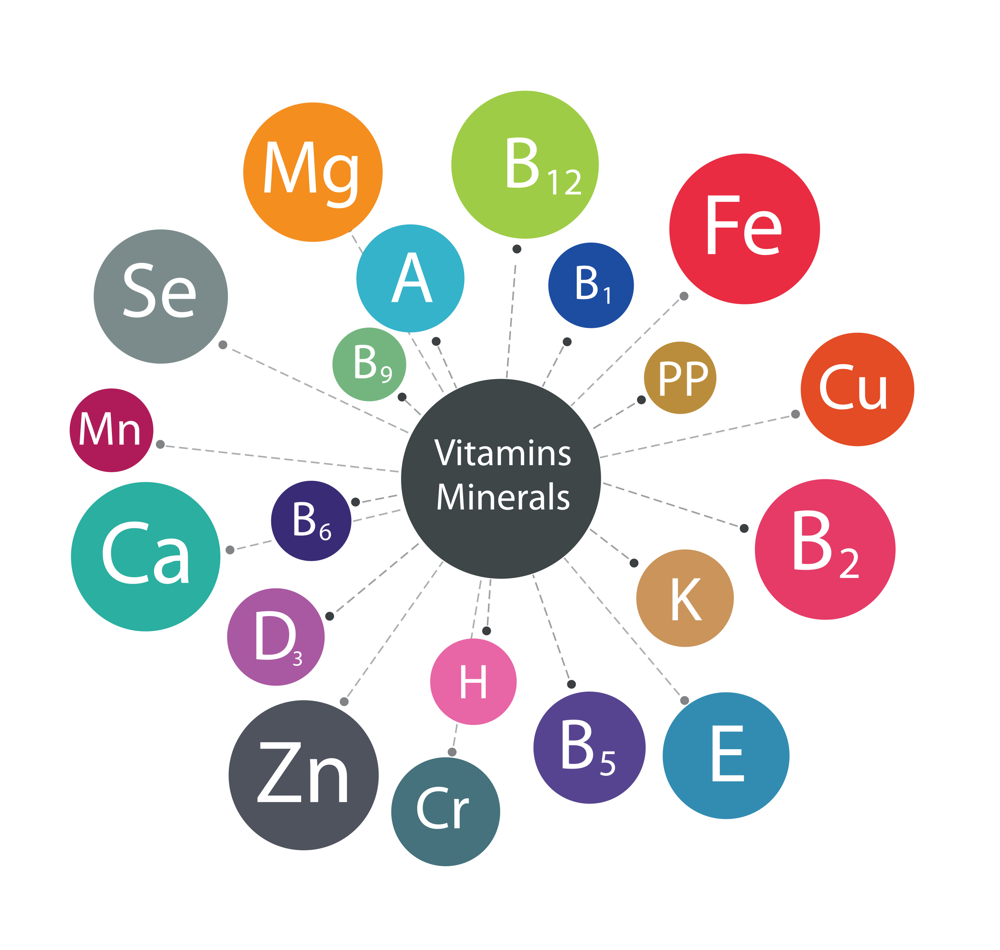 Mg
B12
Fe
Se
A
B1
B9
PP
Cu
Mn
Vitamins
Minerals
B6
Ca
B2
K
D3
H
B5
E
Zn
Cr